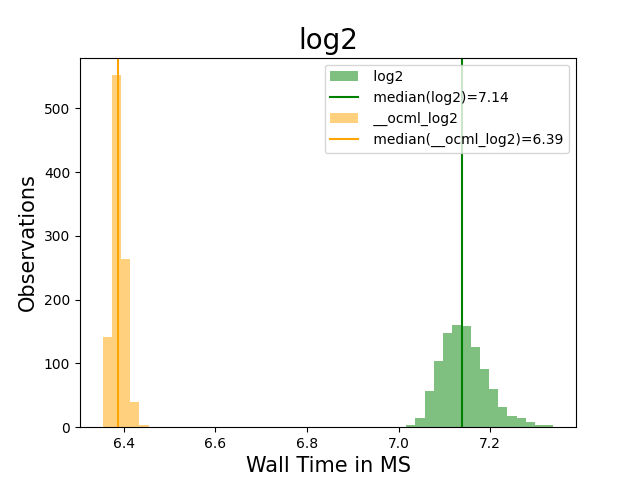 log2
log2
median(log2)=7.14
__ocml_log2
median(__ocml_log2)=6.39
Observations
500
400
300
200
100
0
6.4 6.6 6.8 7.0 7.2
Wall Time in MS